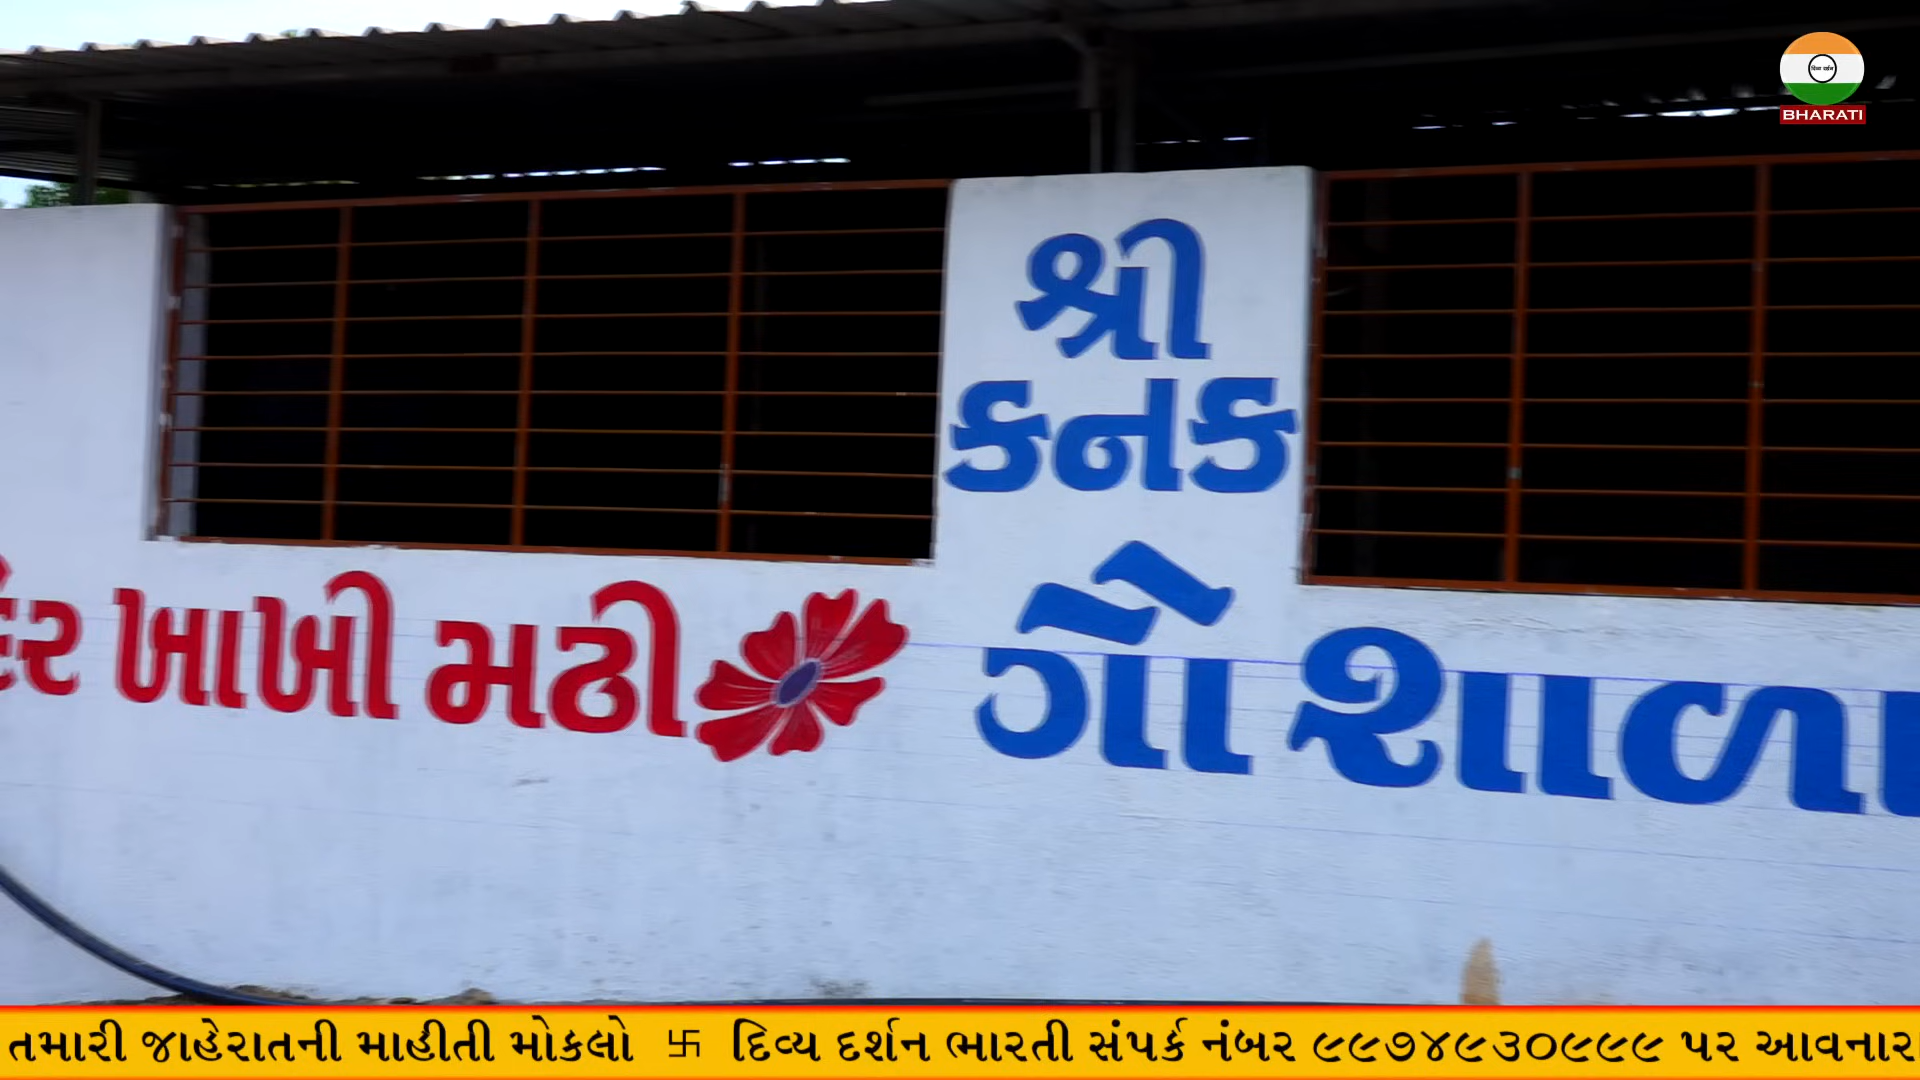 BHARATI
શ્રી
કનક
ખાખી મઢી
ગૌશાળા
તમારી જાહેરાતની માહીતી મોકલો 卐 દિવ્ય દર્શન ભારતી સંપર્ક નંબર ૯૯૭૪૯૩૦૯૯૯ પર આવનાર